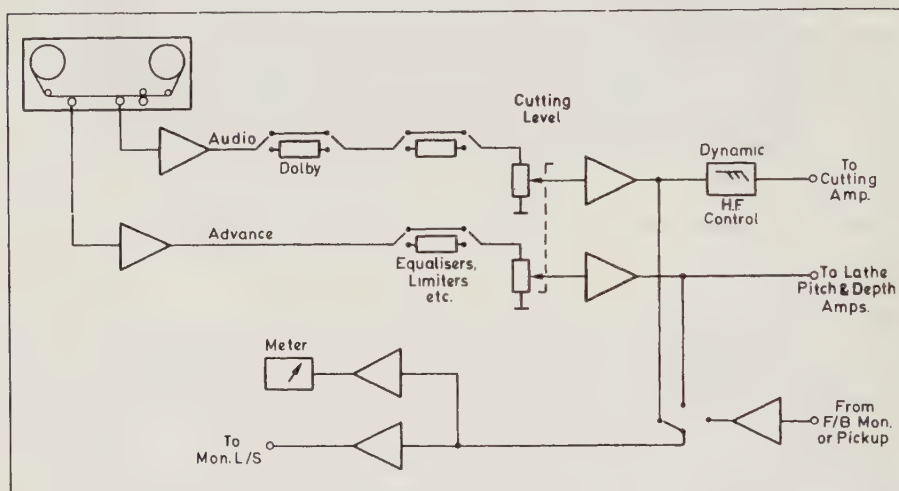 Cutting
Level
Audio
Dolby
Dynamic
H.F
Control
To
Cutting
Amp.
Advance
Equalisers,
Limiters
etc.
To Lathe
Pitch & Depth
Amps.
Meter
To
Mon. L/S
From
F/B Mon.
or Pickup